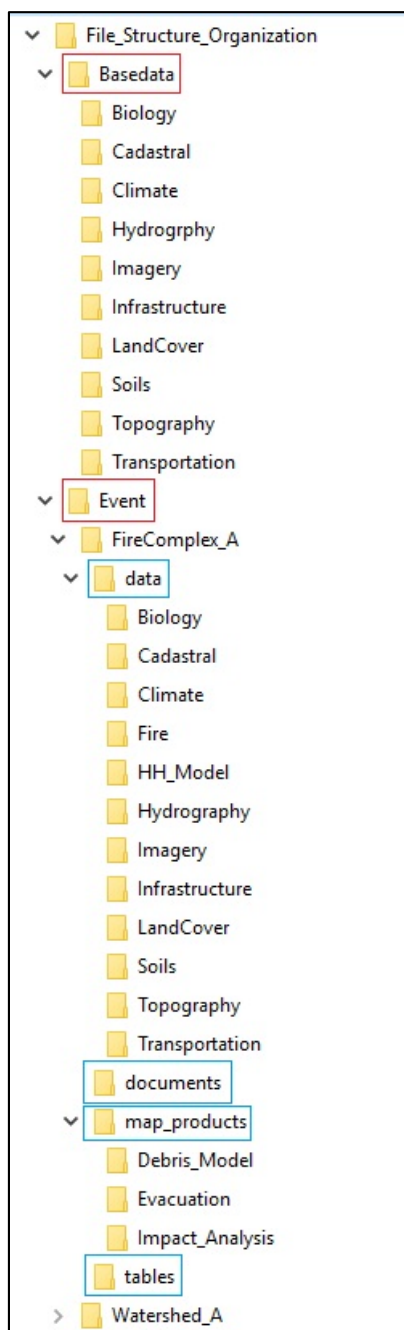 File_Structure_Organization
Basedata
Biology
Cadastral
Climate
Hydrogrphy
Imagery
Infrastructure
LandCover
Soils
Topography
Transportation
Event
FireComplex_A
data
Biology
Cadastral
Climate
Fire
HH_Model
Hydrography
Imagery
Infrastructure
LandCover
Soils
Topography
Transportation
documents
map_products
Debris_Model
Evacuation
Impact_Analysis
tables
Watershed_A